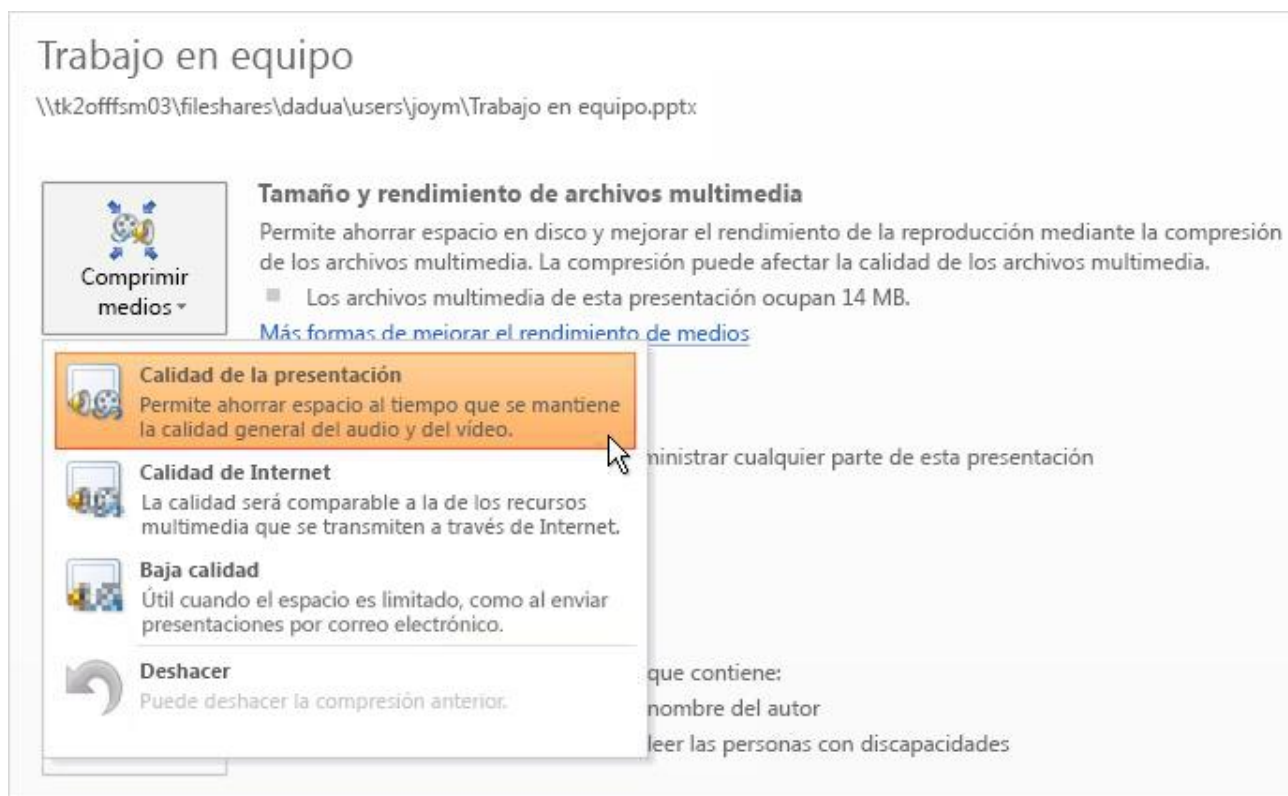 Trabajo en equipo
\\tk2offfsm03\fileshares\dadua\users\joym\Trabajo en equipo.pptx
Comprimir
medios
Tamaño y rendimiento de archivos multimedia
Permite ahorrar espacio en disco y mejorar el rendimiento de la reproducción mediante la compresión
de los archivos multimedia. La compresión puede afectar la calidad de los archivos multimedia.
Los archivos multimedia de esta presentación ocupan 14 MB.
Más formas de mejorar el rendimiento de medios
Calidad de la presentación
Permite ahorrar espacio al tiempo que se mantiene
la calidad general del audio y del vídeo.
Calidad de Internet
La calidad será comparable a la de los recursos
multimedia que se transmiten a través de Internet.
Baja calidad
Útil cuando el espacio es limitado, como al enviar
presentaciones por correo electrónico.
Deshacer
Puede deshacer la compresión anterior.
ministrar cualquier parte de esta presentación
que contiene:
nombre del autor
leer las personas con discapacidades